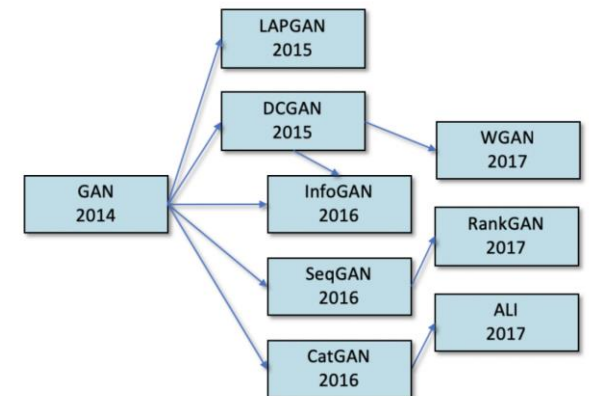 LAPGAN
2015
DCGAN
2015
WGAN
2017
GAN
2014
InfoGAN
2016
RankGAN
2017
SeqGAN
2016
ALI
2017
CatGAN
2016